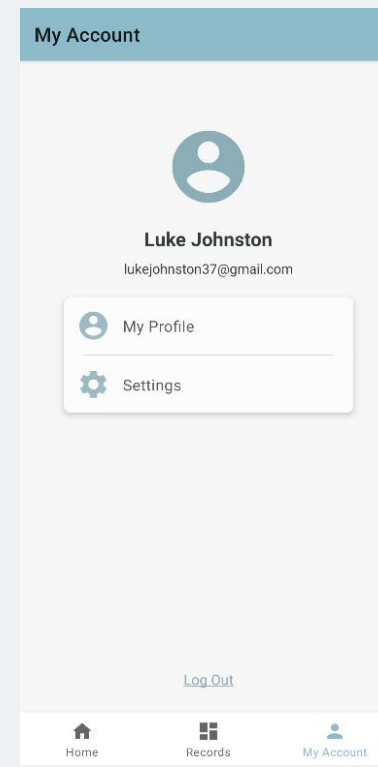 My Account
Luke Johnston
lukejohnston37@gmail.com
My Profile
Settings
Log Out
Home
Records
My Account